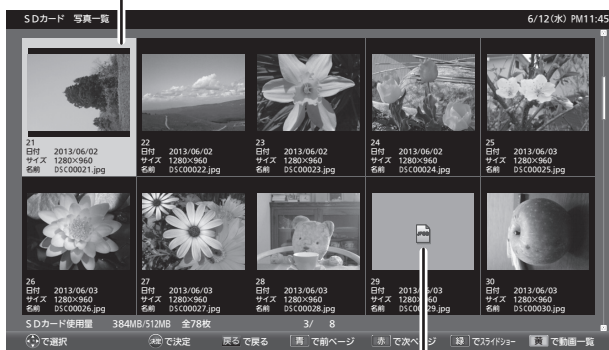 SDカード 写真一覧 6/12(水) PM11:45
21
日付 2013/06/02
サイズ 1280×960
名前 DSC00021.jpg
22
日付 2013/06/02
サイズ 1280×960
名前 DSC00022.jpg
23
日付 2013/06/02
サイズ 1280×960
名前 DSC00023.jpg
24
日付 2013/06/02
サイズ 1280×960
名前 DSC00024.jpg
25
日付 2013/06/03
サイズ 1280×960
名前 DSC00025.jpg
26
日付 2013/06/03
サイズ 1280×960
名前 DSC00026.jpg
27
日付 2013/06/03
サイズ 1280×960
名前 DSC00027.jpg
28
日付 2013/06/03
サイズ 1280×960
名前 DSC00028.jpg
29
日付 2013/06/03
サイズ 1280×960
名前 DSC00029.jpg
30
日付 2013/06/03
サイズ 1280×960
名前 DSC00030.jpg
SDカード使用量 384MB/512MB 全78枚 3/ 8
で選択 決定 で決定 戻る で戻る 青 で前ページ 赤 で次ページ 緑 でスライドショー 黄 で動画一覧